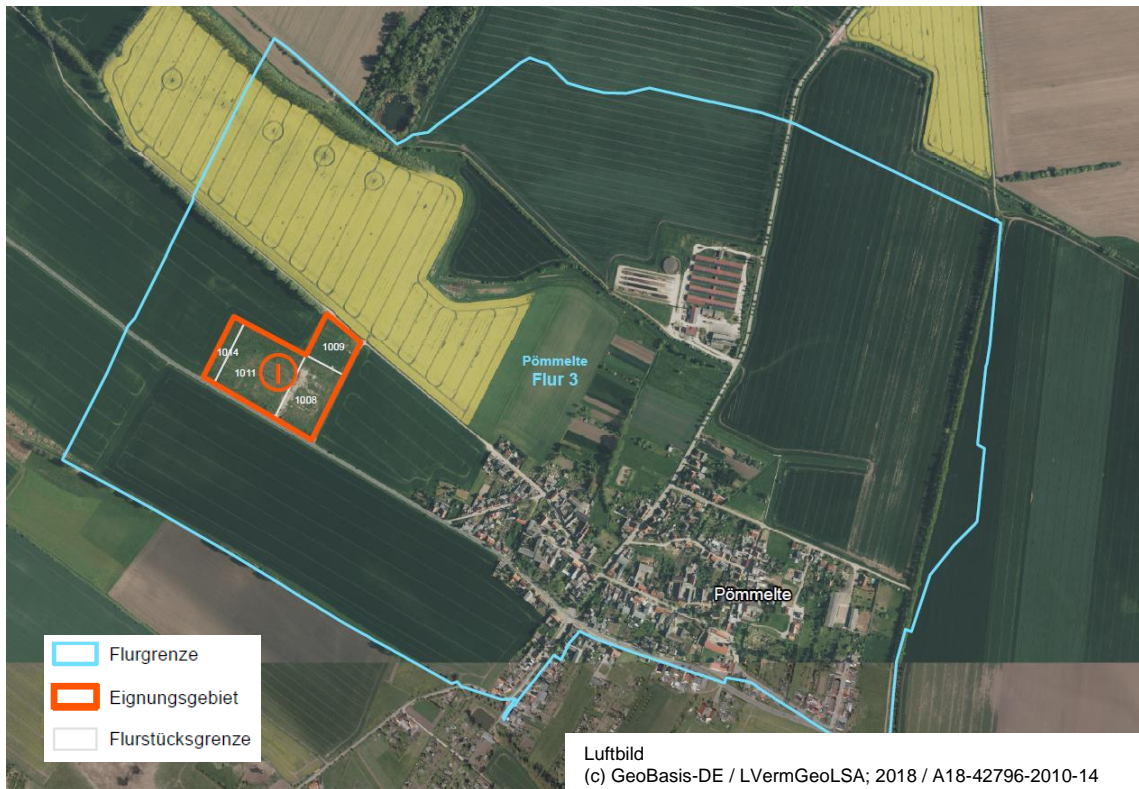 1009
1014
1011
I
1008
Pömmelte
Flur 3
Pömmelte
Flurgrenze
Eignungsgebiet
Flurstücksgrenze
Luftbild
(c) GeoBasis-DE / LVermGeoLSA; 2018 / A18-42796-2010-14